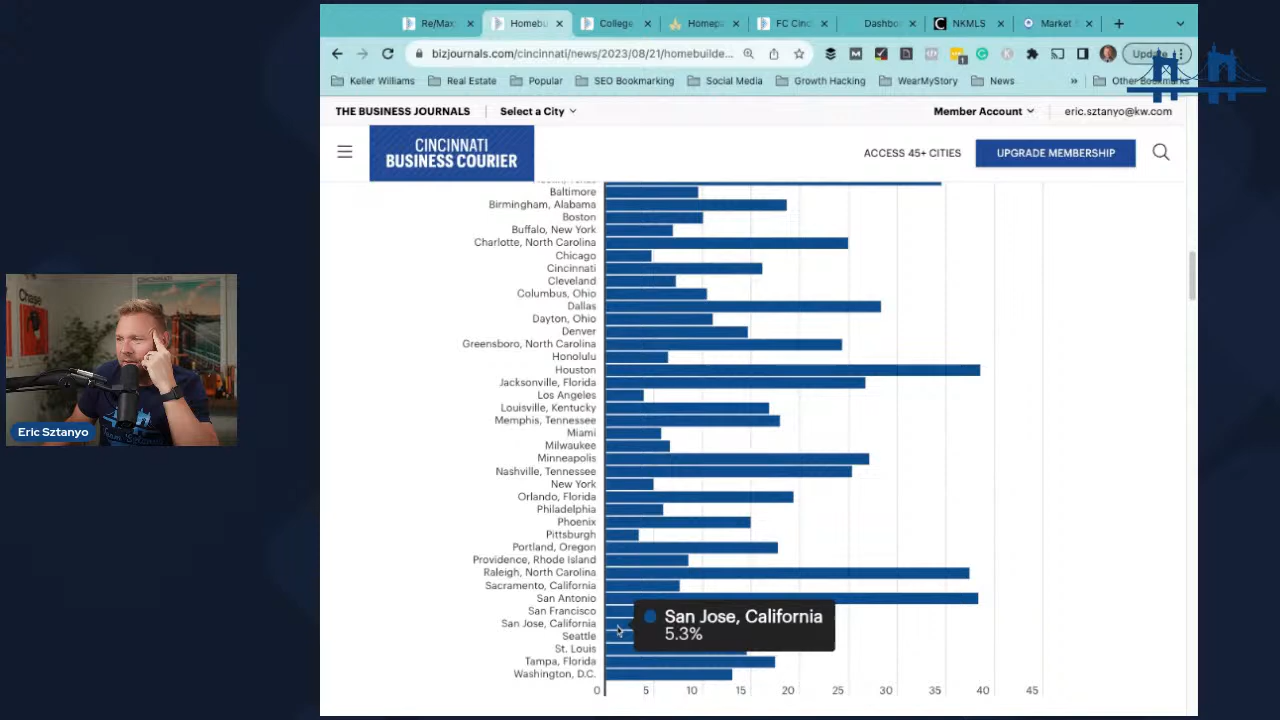 Re/Max
Homebu
College
Homepa
FC Cinc
Dashbo
NKMLS
Market
bizjournals.com/cincinnati/news/2023/08/21/homebuilde...
Update
Keller Williams
Real Estate
Popular
SEO Bookmarking
Social Media
Growth Hacking
WearMyStory
News
»
Other Bookmarks
THE BUSINESS JOURNALS
Select a City
Member Account
eric.sztanyo@kw.com
CINCINNATI
BUSINESS COURIER
ACCESS 45+ CITIES
UPGRADE MEMBERSHIP
Baltimore
Birmingham, Alabama
Boston
Buffalo, New York
Charlotte, North Carolina
Chicago
Cincinnati
Cleveland
Columbus, Ohio
Dallas
Dayton, Ohio
Denver
Greensboro, North Carolina
Honolulu
Houston
Jacksonville, Florida
Los Angeles
Louisville, Kentucky
Memphis, Tennessee
Miami
Milwaukee
Minneapolis
Nashville, Tennessee
New York
Orlando, Florida
Philadelphia
Phoenix
Pittsburgh
Portland, Oregon
Providence, Rhode Island
Raleigh, North Carolina
Sacramento, California
San Antonio
San Francisco
San Jose, California
Seattle
St. Louis
Tampa, Florida
Washington, D.C.
San Jose, California
5.3%
0 5 10 15 20 25 30 35 40 45
Chase
CINCINNATI
Eric Sztanyo